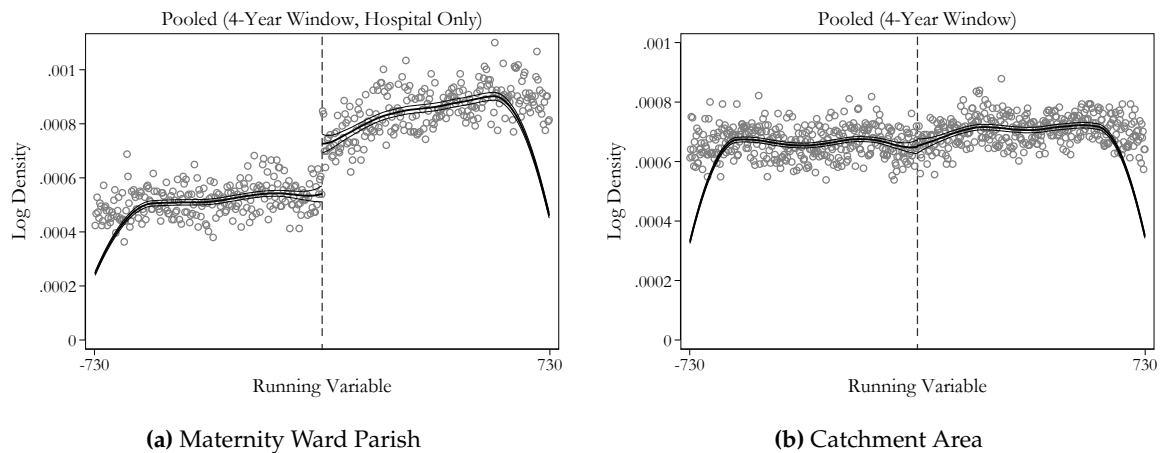 Pooled (4-Year Window, Hospital Only)
.001
.0008
.0006
.0004
.0002
0
Log Density
-730
730
Running Variable
(a) Maternity Ward Parish
Pooled (4-Year Window)
.001
.0008
.0006
.0004
.0002
0
Log Density
-730
730
Running Variable
(b) Catchment Area